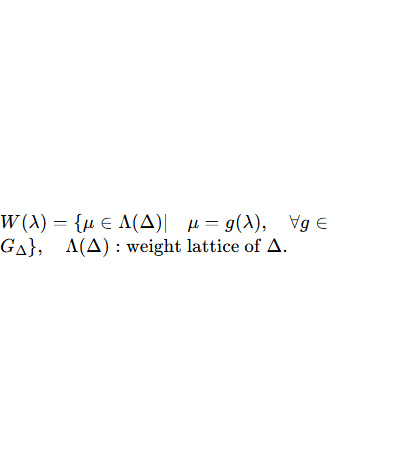 W(λ) = {μ ∈ Λ(Δ)| μ = g(λ), ∀g ∈
G_Δ}, Λ(Δ) : weight lattice of Δ.